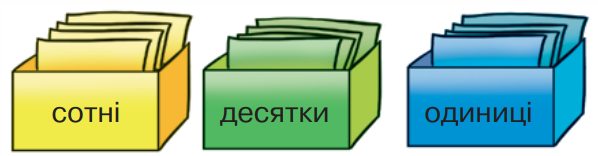 сотні
десятки
одиниці